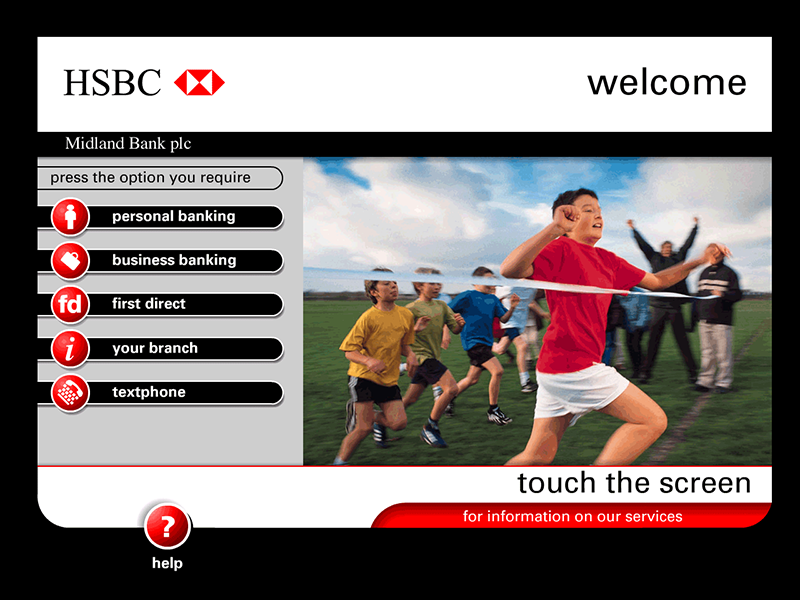 HSBC
welcome
Midland Bank plc
press the option you require
personal banking
business banking
fd first direct
i your branch
textphone
touch the screen
for information on our services
?
help